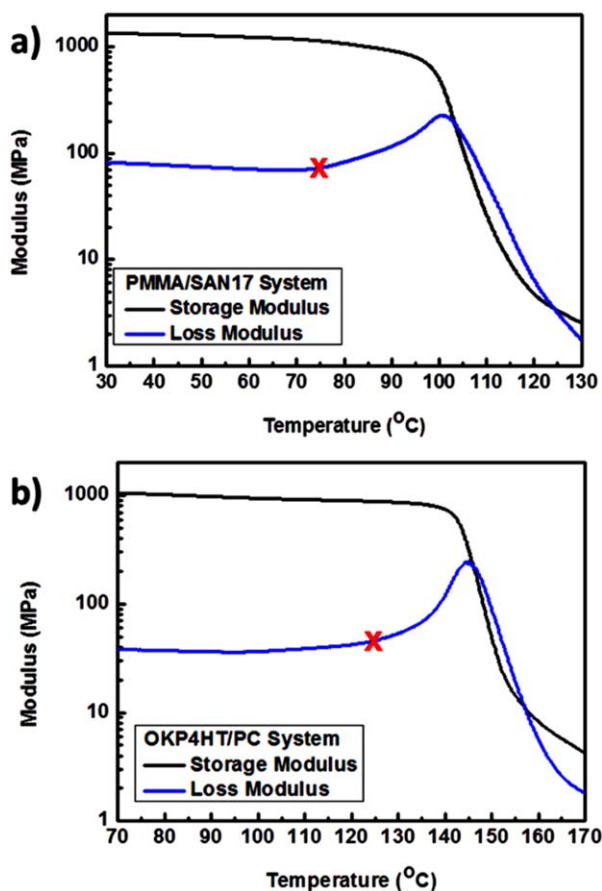 a)
1000
100
10
1
Modulus (MPa)
PMMA/SAN17 System
Storage Modulus
Loss Modulus
X
30 40 50 60 70 80 90 100 110 120 130
Temperature (°C)
b)
1000
100
10
1
Modulus (MPa)
X
OKP4HT/PC System
Storage Modulus
Loss Modulus
70 80 90 100 110 120 130 140 150 160 170
Temperature (°C)